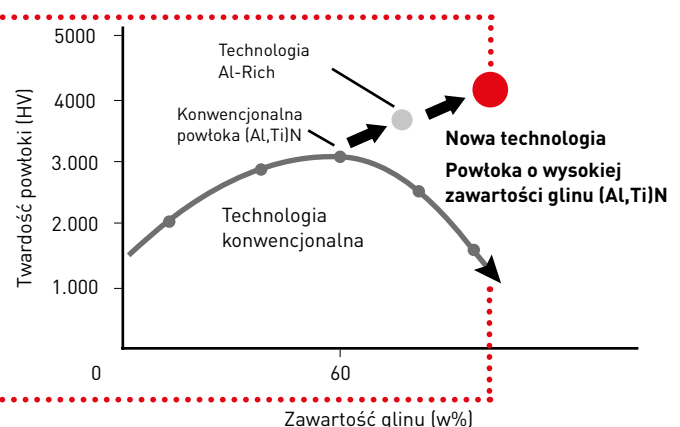 5000
4000
3.000
2.000
1.000
0
60
Twardość powłoki (HV)
Zawartość glinu (w%)
Technologia
Al-Rich
Konwencjonalna
powłoka (Al,Ti)N
Technologia
konwencjonalna
Nowa technologia
Powłoka o wysokiej
zawartości glinu (Al,Ti)N